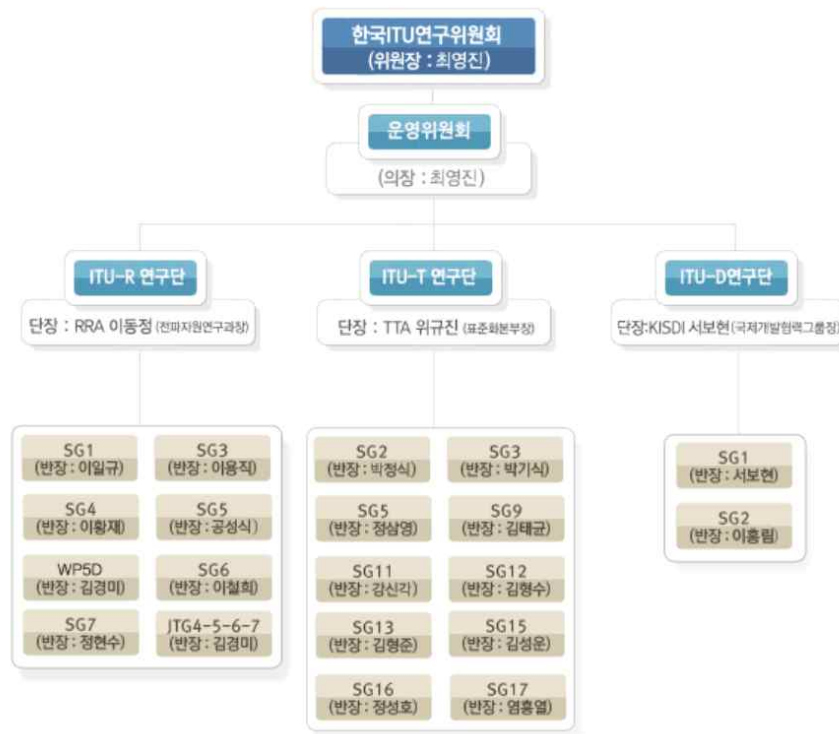 한국ITU연구위원회
(위원장 : 최영진)
운영위원회
(의장 : 최영진)
ITU-R 연구단
단장 : RRA 이동정 (전파자원연구과장)
ITU-T 연구단
단장 : TTA 위규진 (표준화본부장)
ITU-D연구단
단장:KISDI 서보현(국제개발협력그룹장)
SG1
(반장 : 이일규)
SG3
(반장 : 이용직)
SG4
(반장 : 이황재)
SG5
(반장 : 공성식)
WP5D
(반장 : 김경미)
SG6
(반장 : 이철희)
SG7
(반장 : 정현수)
JTG4-5-6-7
(반장 : 김경미)
SG2
(반장 : 박정식)
SG3
(반장 : 박기식)
SG5
(반장 : 정삼영)
SG9
(반장 : 김태균)
SG11
(반장 : 강신각)
SG12
(반장 : 김형수)
SG13
(반장 : 김형준)
SG15
(반장 : 김성운)
SG16
(반장 : 정성호)
SG17
(반장 : 염흥열)
SG1
(반장 : 서보현)
SG2
(반장 : 이홍림)